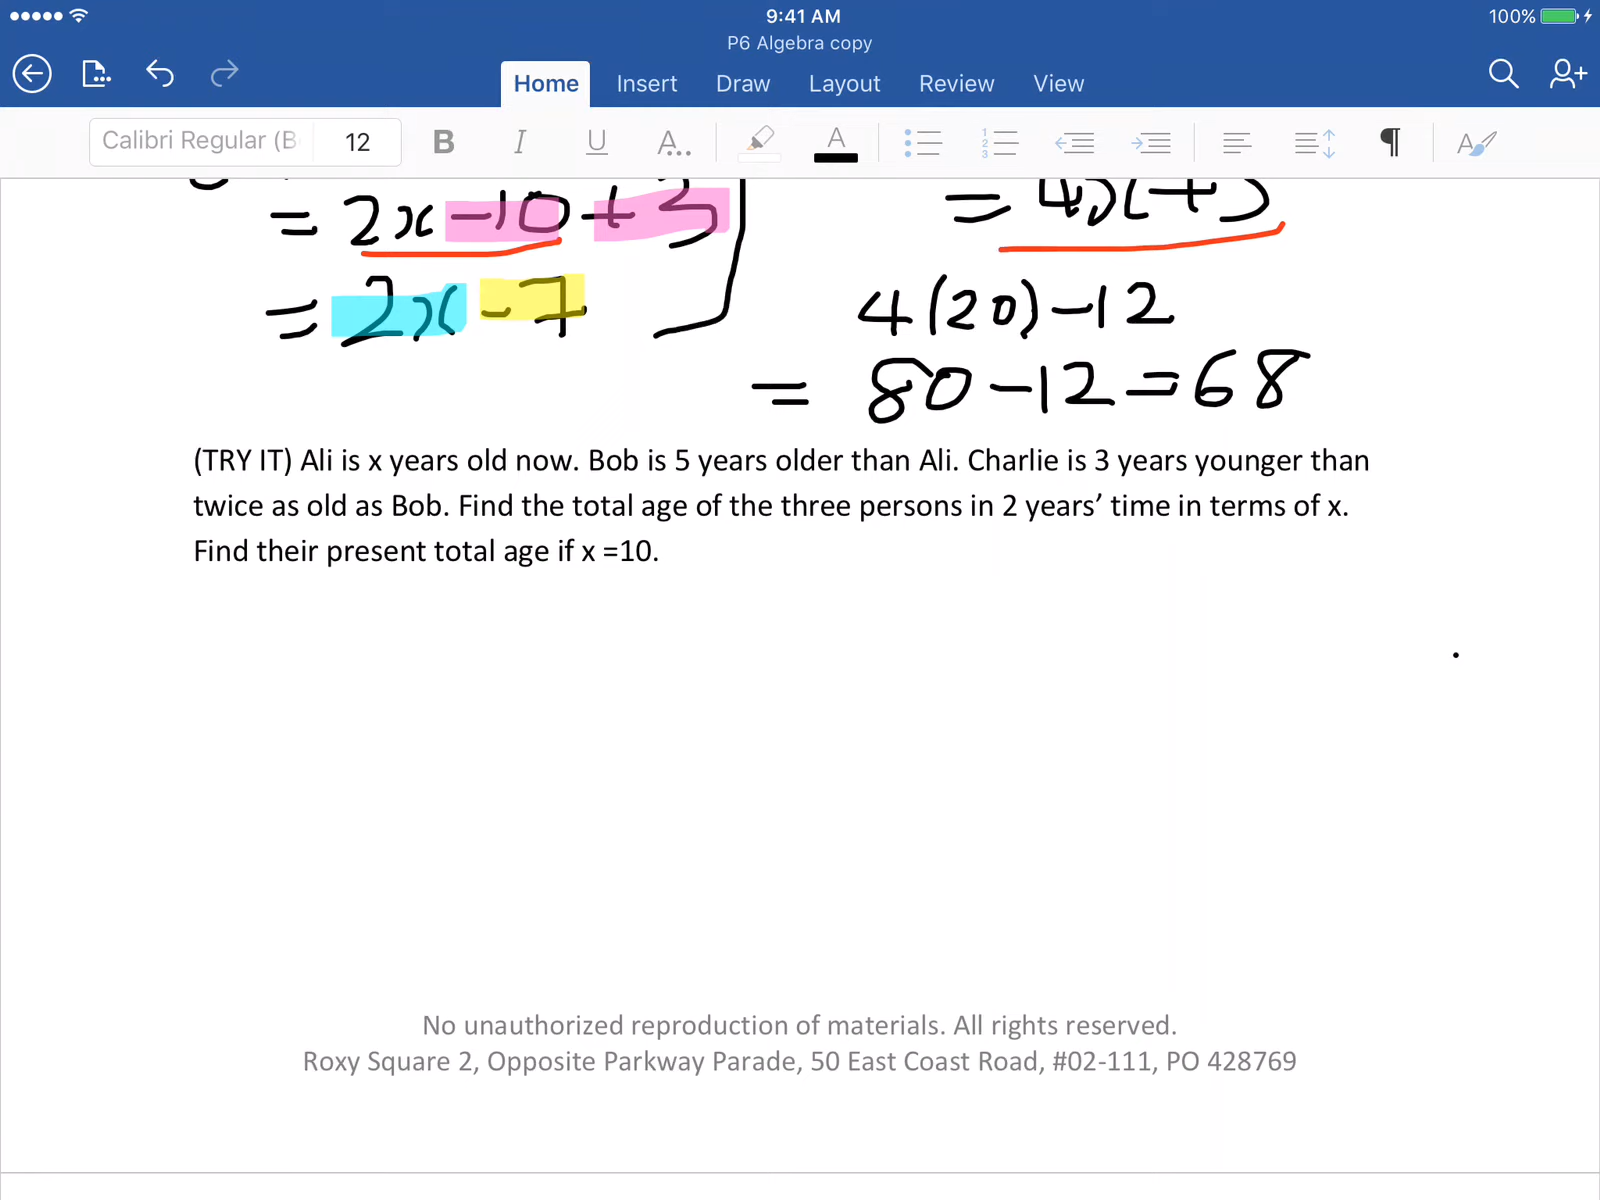 9:41 AM
100%
P6 Algebra copy
Home Insert Draw Layout Review View
Calibri Regular (B 12 B I U A.. A
= 2x -10 + 3
= 2x - 7
4(20) -12
= 80 -12 = 68
(TRY IT) Ali is x years old now. Bob is 5 years older than Ali. Charlie is 3 years younger than
twice as old as Bob. Find the total age of the three persons in 2 years’ time in terms of x.
Find their present total age if x =10.
No unauthorized reproduction of materials. All rights reserved.
Roxy Square 2, Opposite Parkway Parade, 50 East Coast Road, #02-111, PO 428769